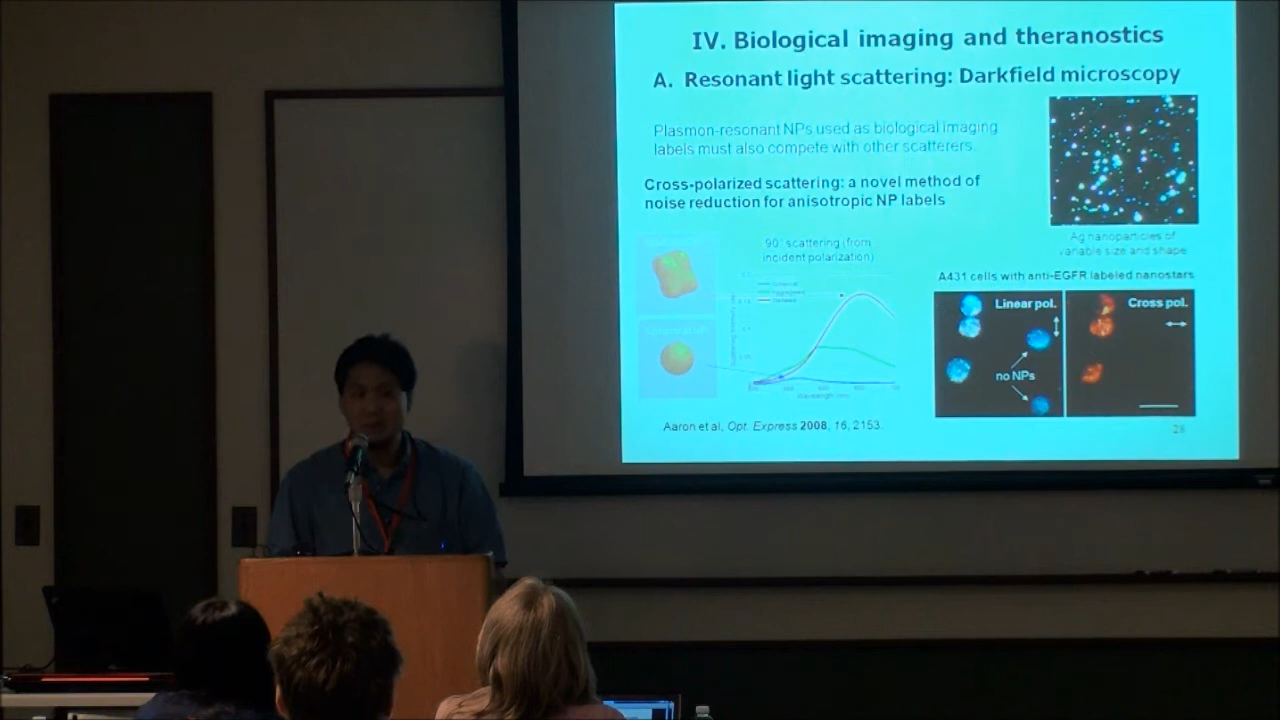 IV. Biological imaging and theranostics
A. Resonant light scattering: Darkfield microscopy
Plasmon-resonant NPs used as biological imaging
labels must also compete with other scatterers.
Cross-polarized scattering: a novel method of
noise reduction for anisotropic NP labels
Ag nanoparticles of
variable size and shape
90° scattering (from
incident polarization)
Wavelength (nm)
A431 cells with anti-EGFR labeled nanostars
Linear pol.
no NPs
Cross pol.
Aaron et al, Opt. Express 2008, 16, 2153.
28